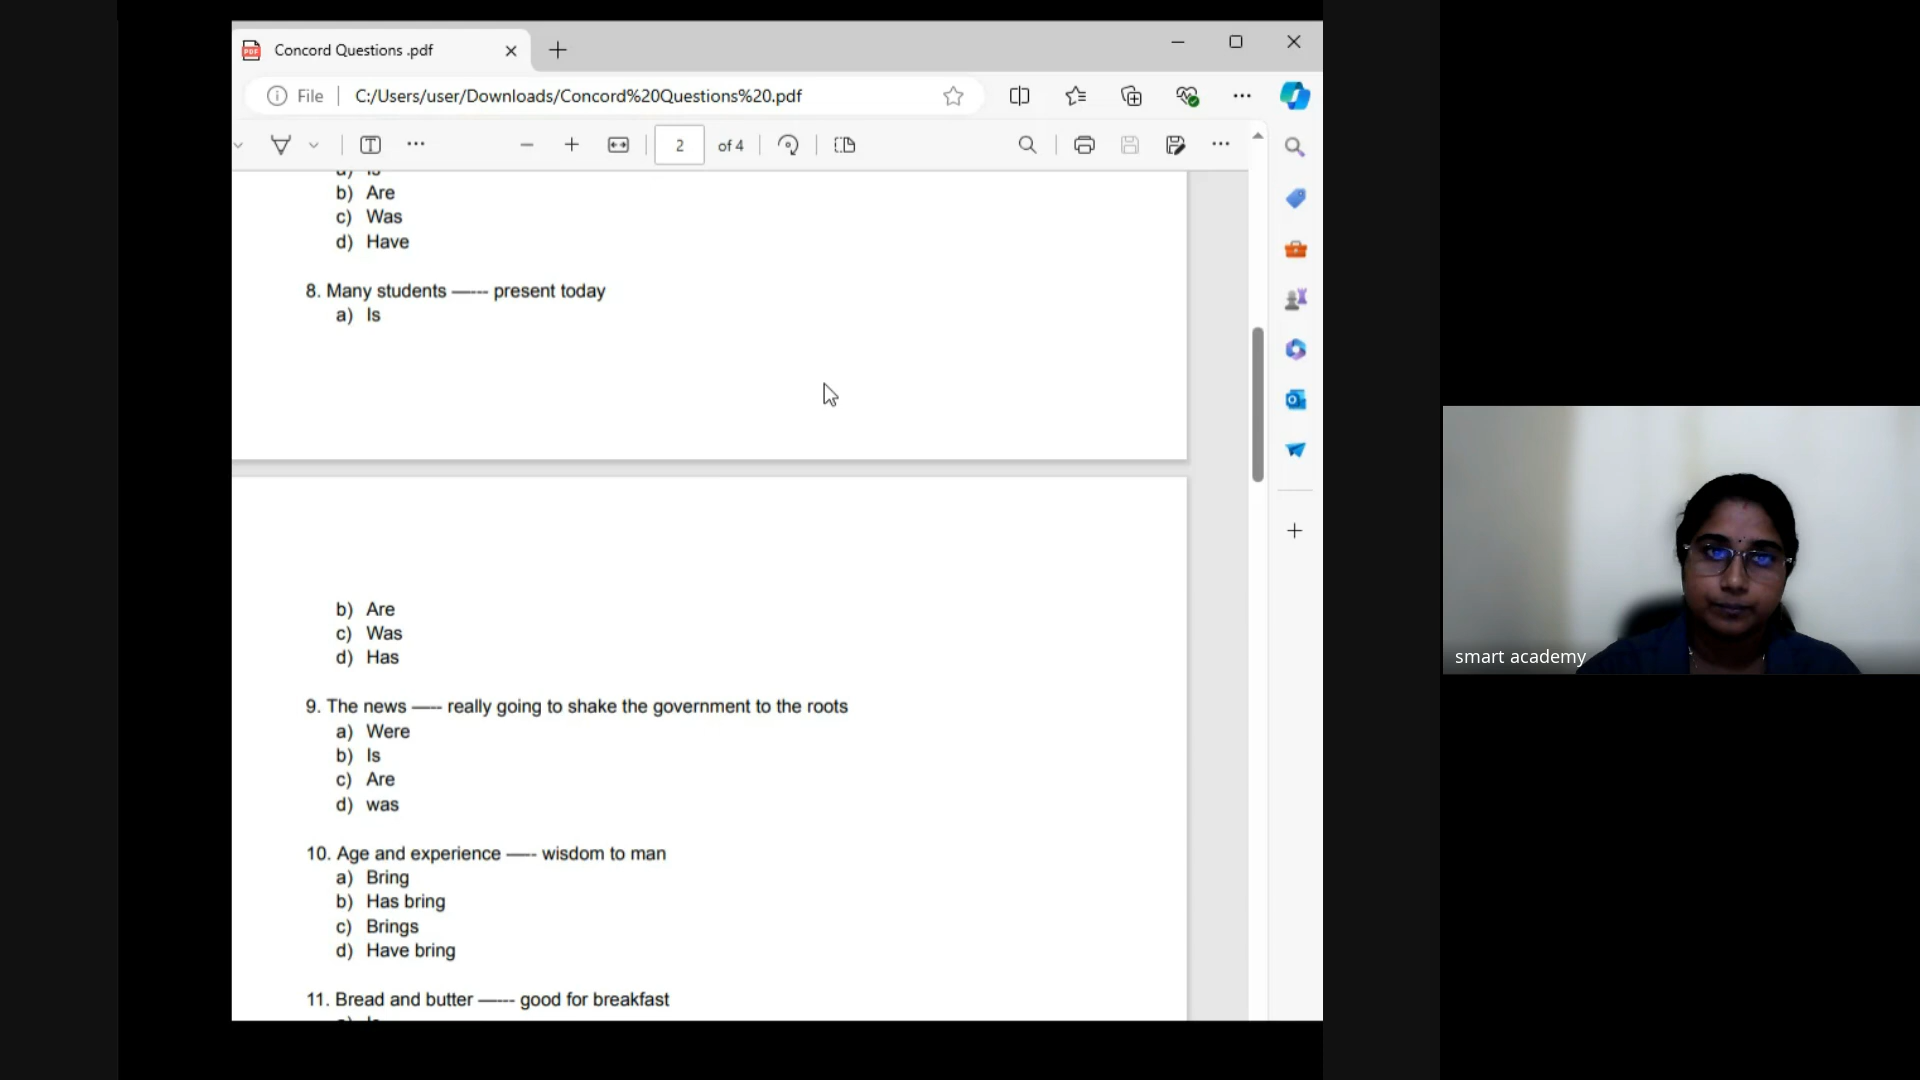 Concord Questions .pdf
File
C:/Users/user/Downloads/Concord%20Questions%20.pdf
2 of 4
a) Is
b) Are
c) Was
d) Have
8. Many students —--- present today
a) Is
b) Are
c) Was
d) Has
9. The news —-- really going to shake the government to the roots
a) Were
b) Is
c) Are
d) was
10. Age and experience —-- wisdom to man
a) Bring
b) Has bring
c) Brings
d) Have bring
11. Bread and butter —--- good for breakfast
a) Is
smart academy